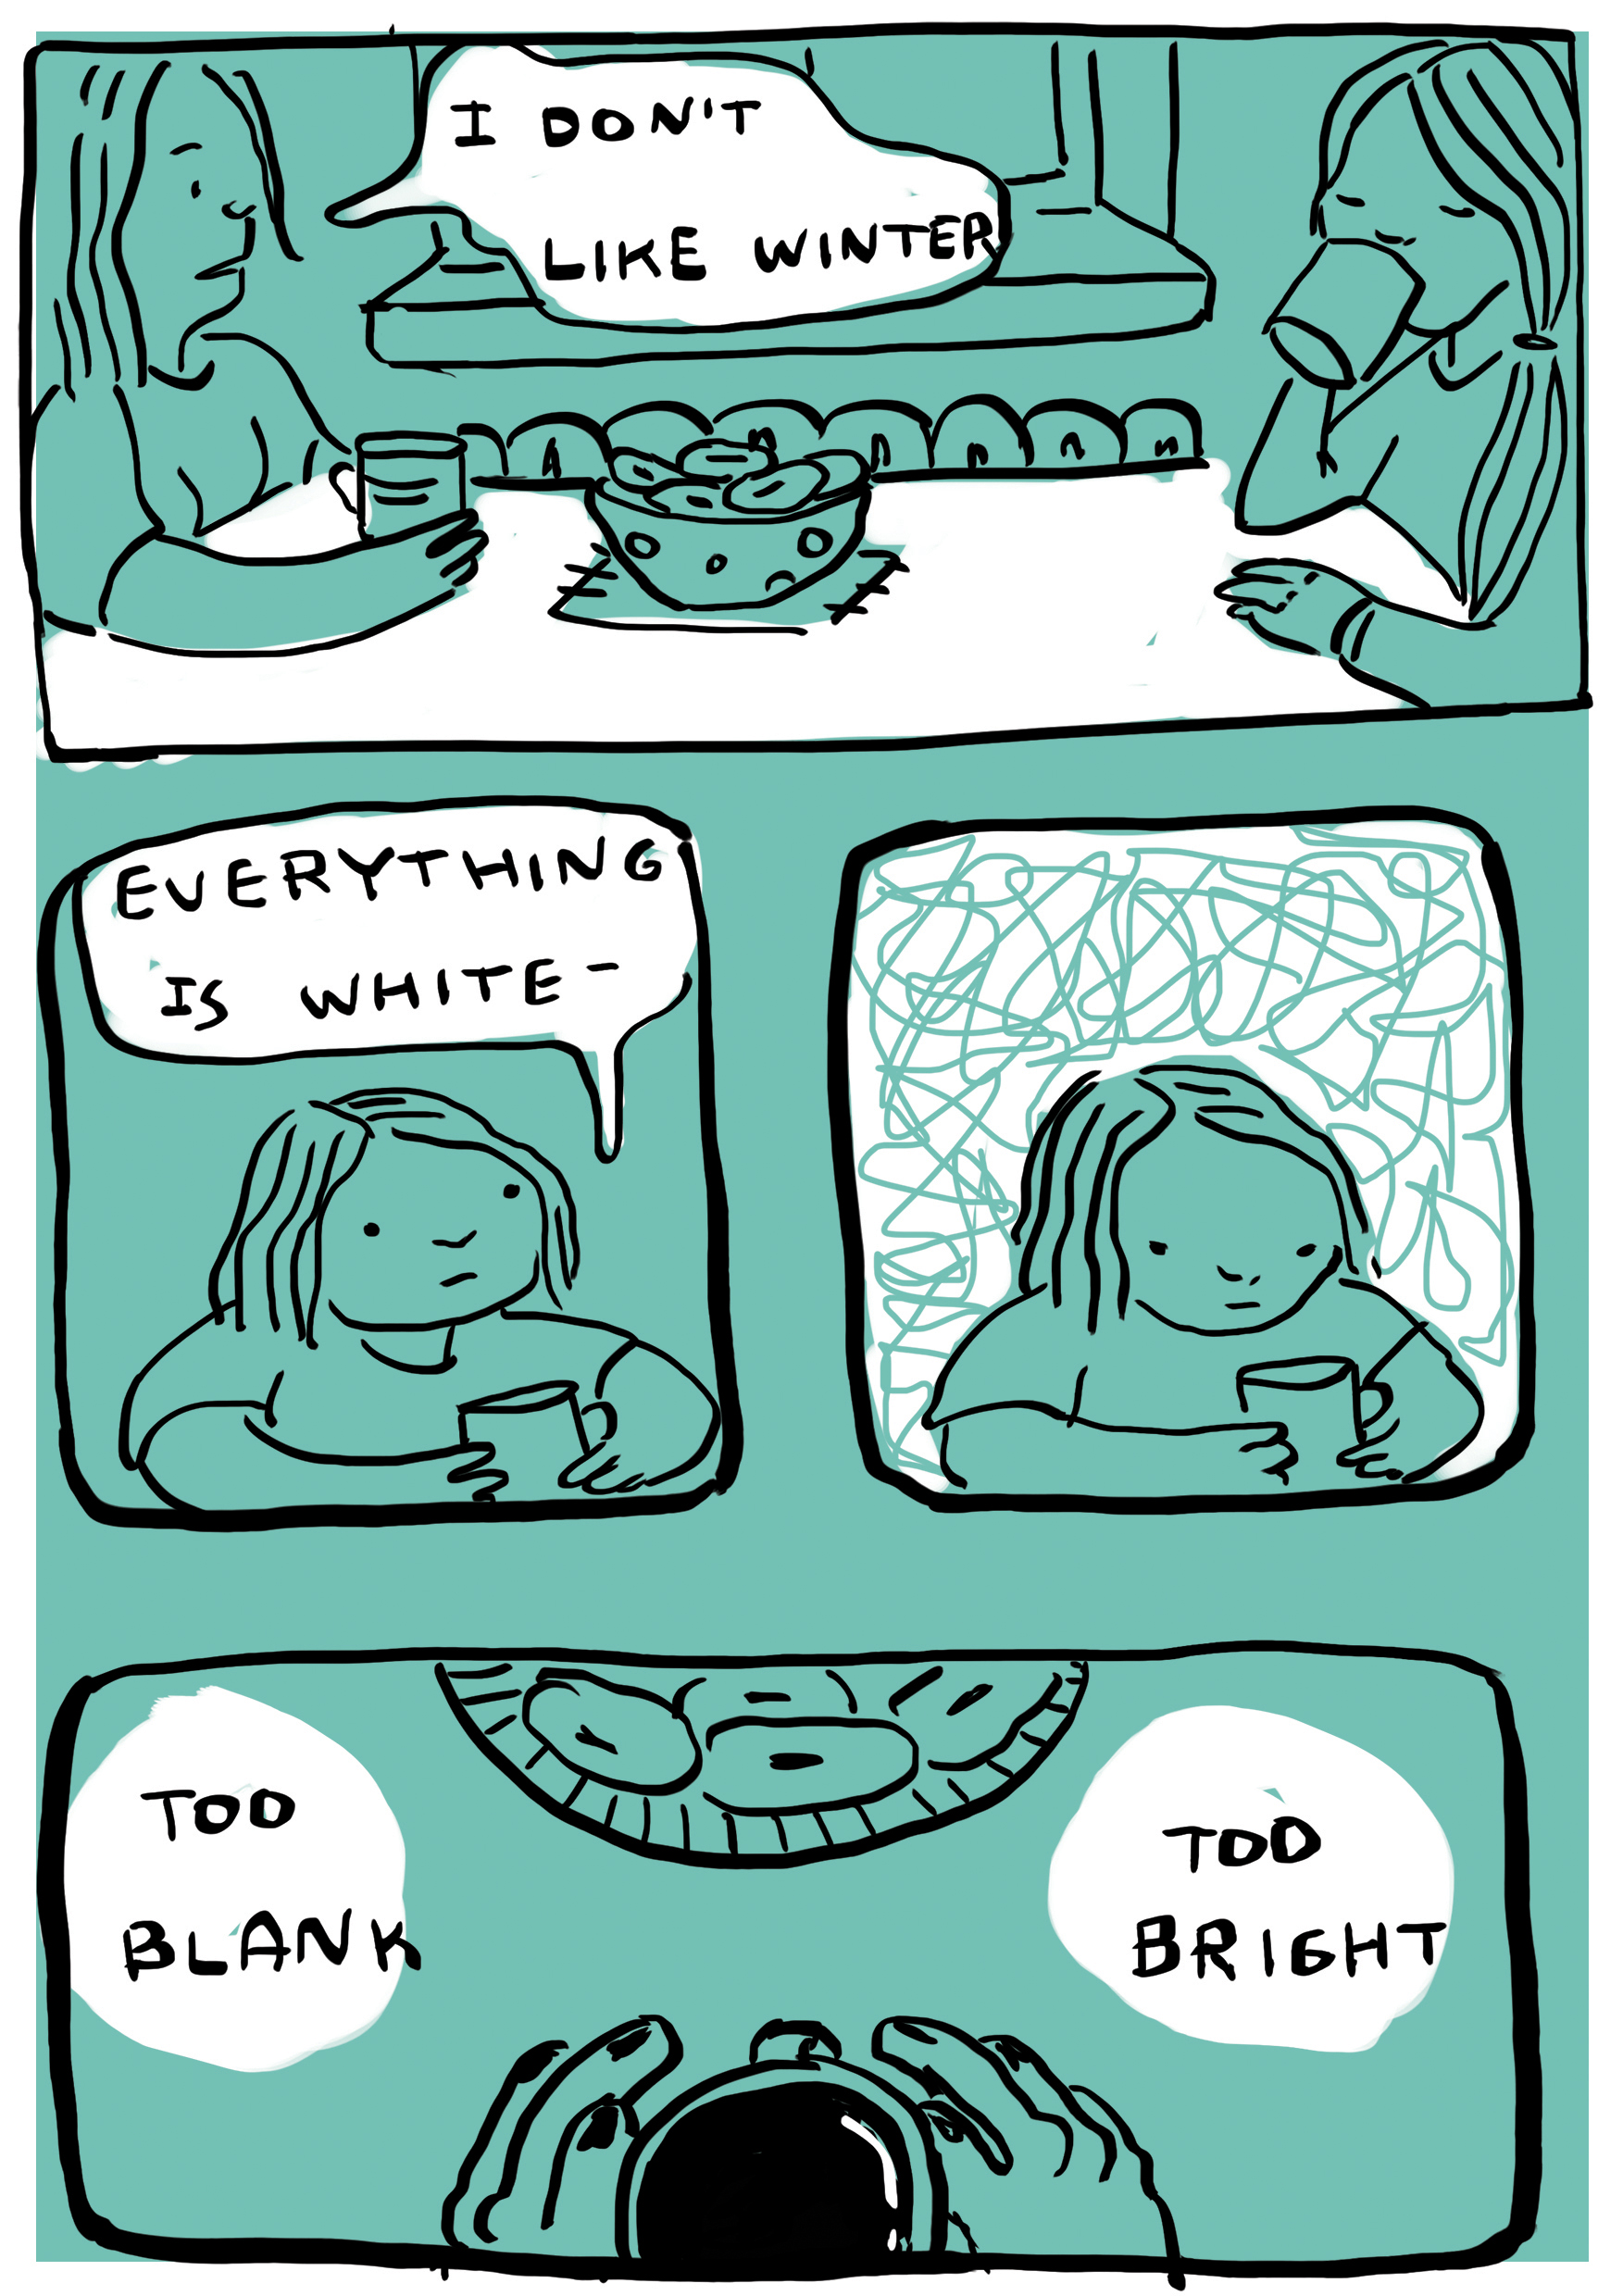 I DON'T
LIKE WINTER
EVERYTHING
IS WHITE-
TOO
BLANK
TOO
BRIGHT